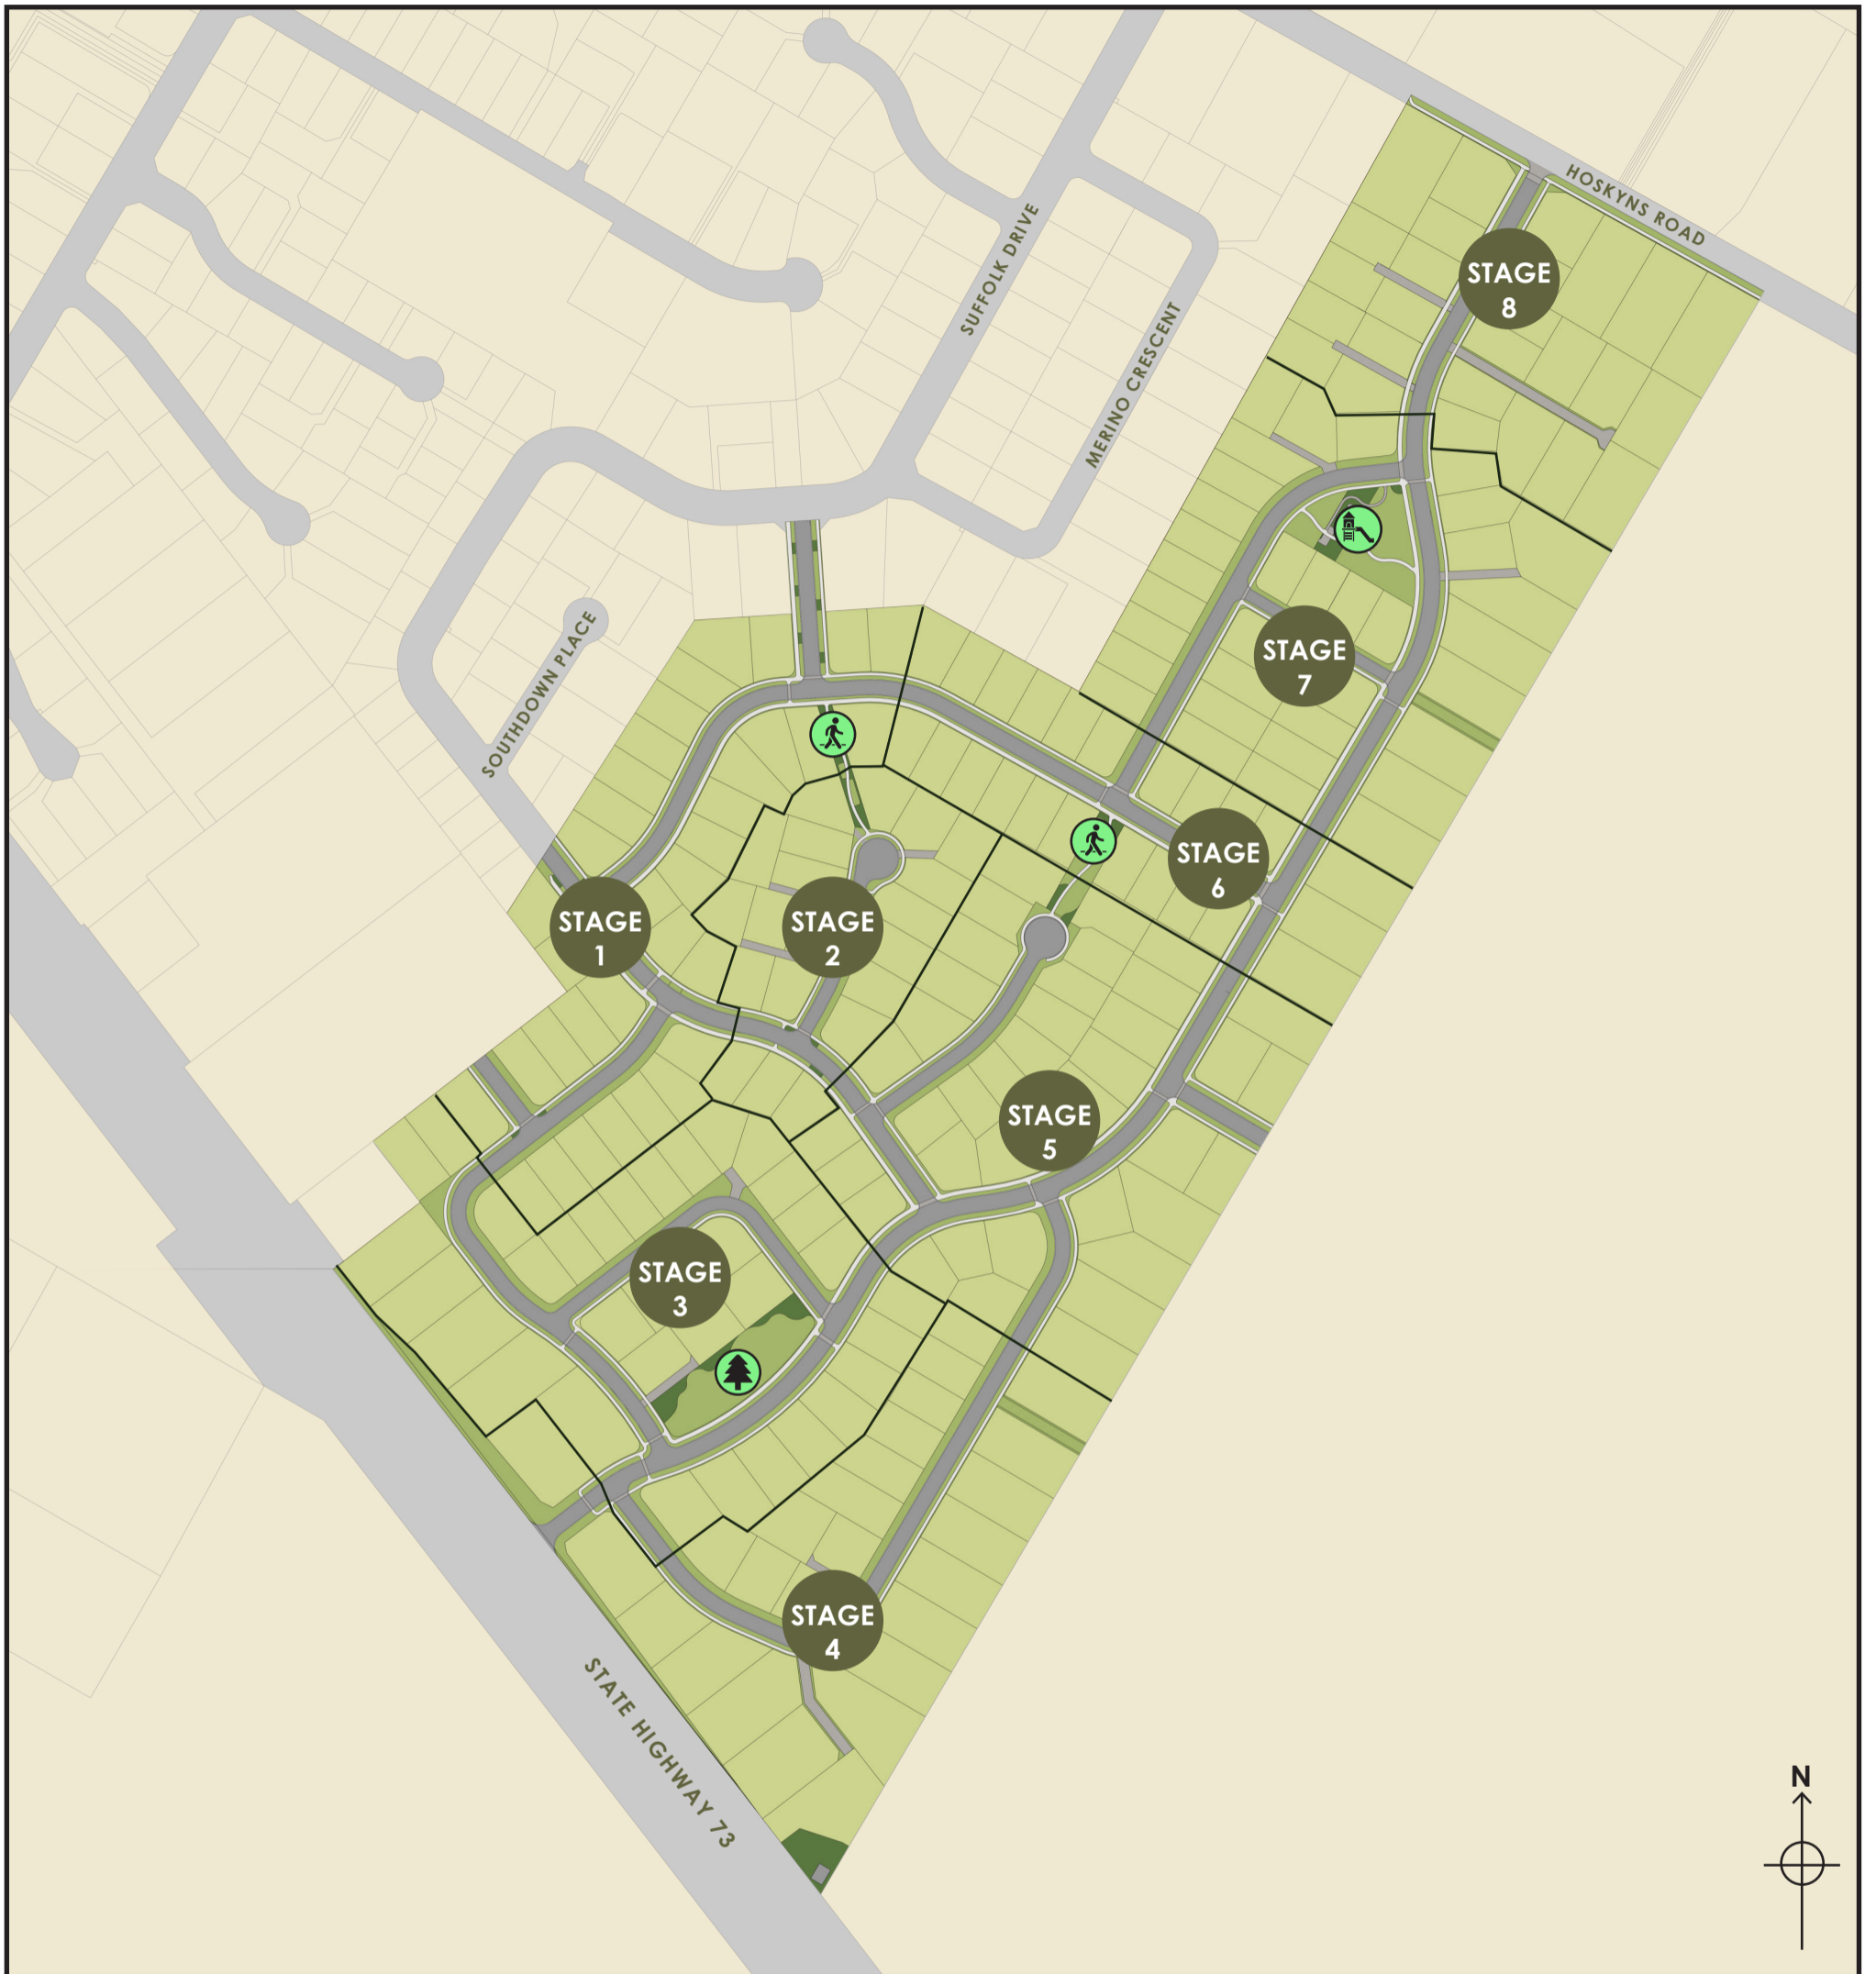 HOSKYNS ROAD
SUFFOLK DRIVE
STAGE
8
MERINO CRESCENT
SOUTHDOWN PLACE
STAGE
7
STAGE
6
STAGE
1
STAGE
2
STAGE
5
STAGE
3
STAGE
4
STATE HIGHWAY 73
N